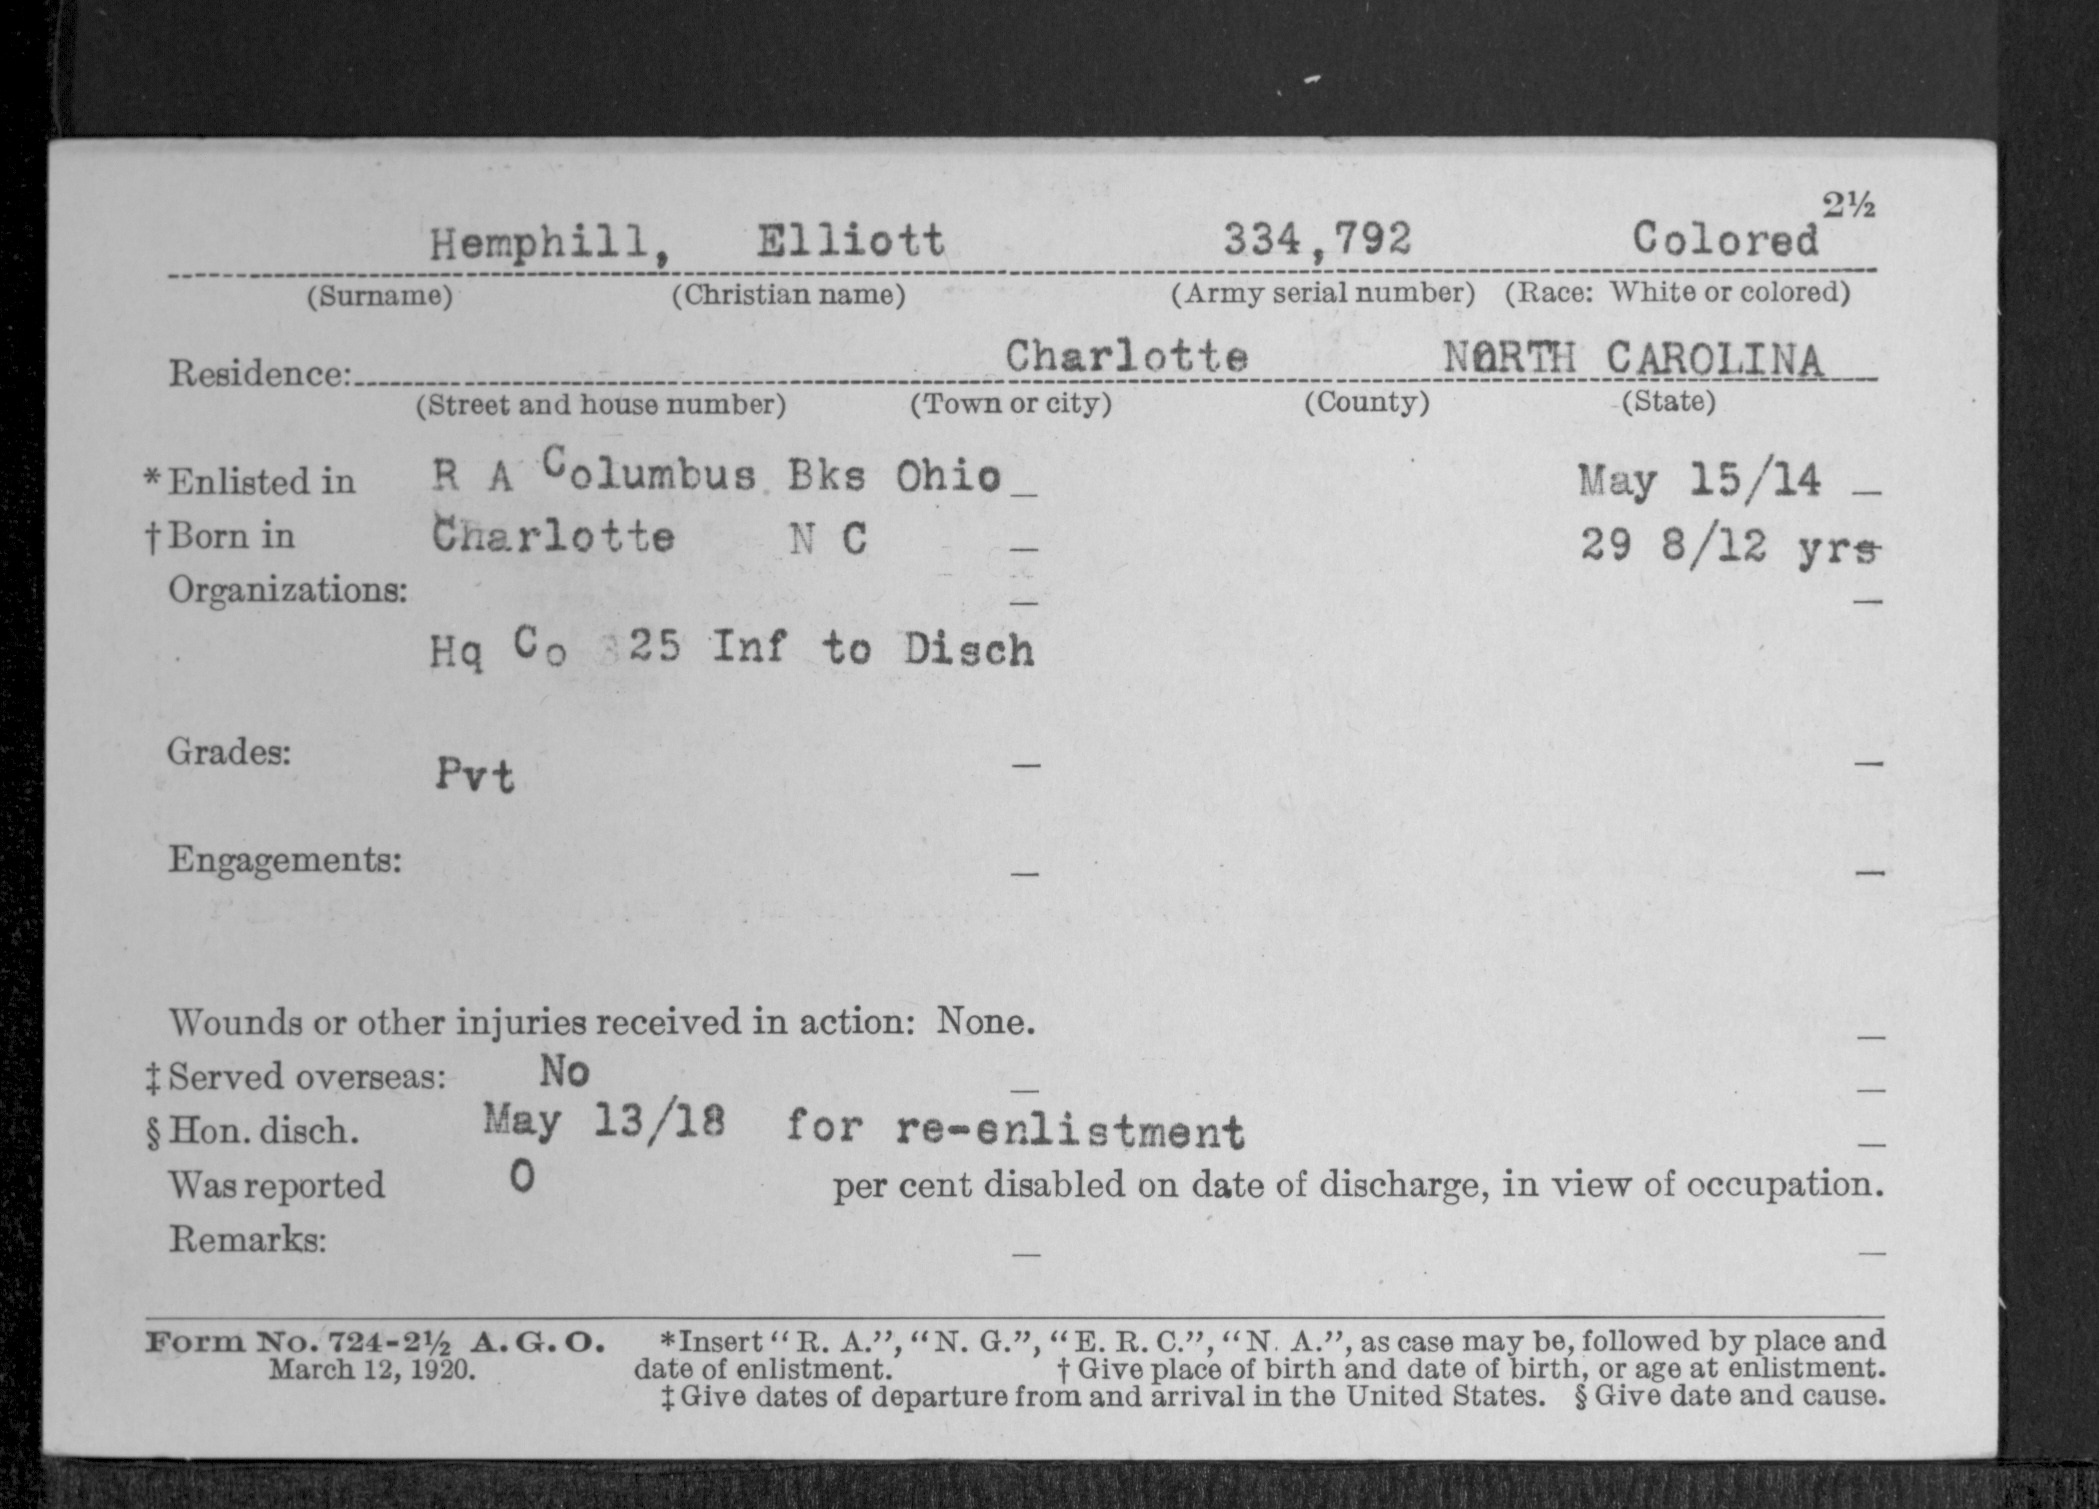 2½
Hemphill, Elliott 334,792 Colored
(Surname) (Christian name) (Army serial number) (Race: White or colored)
Residence: Charlotte NORTH CAROLINA
(Street and house number) (Town or city) (County) (State)
*Enlisted in R A Columbus Bks Ohio_ May 15/14 _
†Born in Charlotte N C _ 29 8/12 yrs
Organizations: _ _
Hq Co 25 Inf to Disch
Grades: _ _
Pvt
Engagements: _ _
Wounds or other injuries received in action: None. _
‡Served overseas: No _ _
§Hon. disch. May 13/18 for re-enlistment _
Was reported 0 per cent disabled on date of discharge, in view of occupation.
Remarks: _ _
Form No. 724-2½ A. G. O. *Insert "R. A.", "N. G.", "E. R. C.", "N. A.", as case may be, followed by place and
March 12, 1920. date of enlistment. †Give place of birth and date of birth, or age at enlistment.
‡Give dates of departure from and arrival in the United States. §Give date and cause.